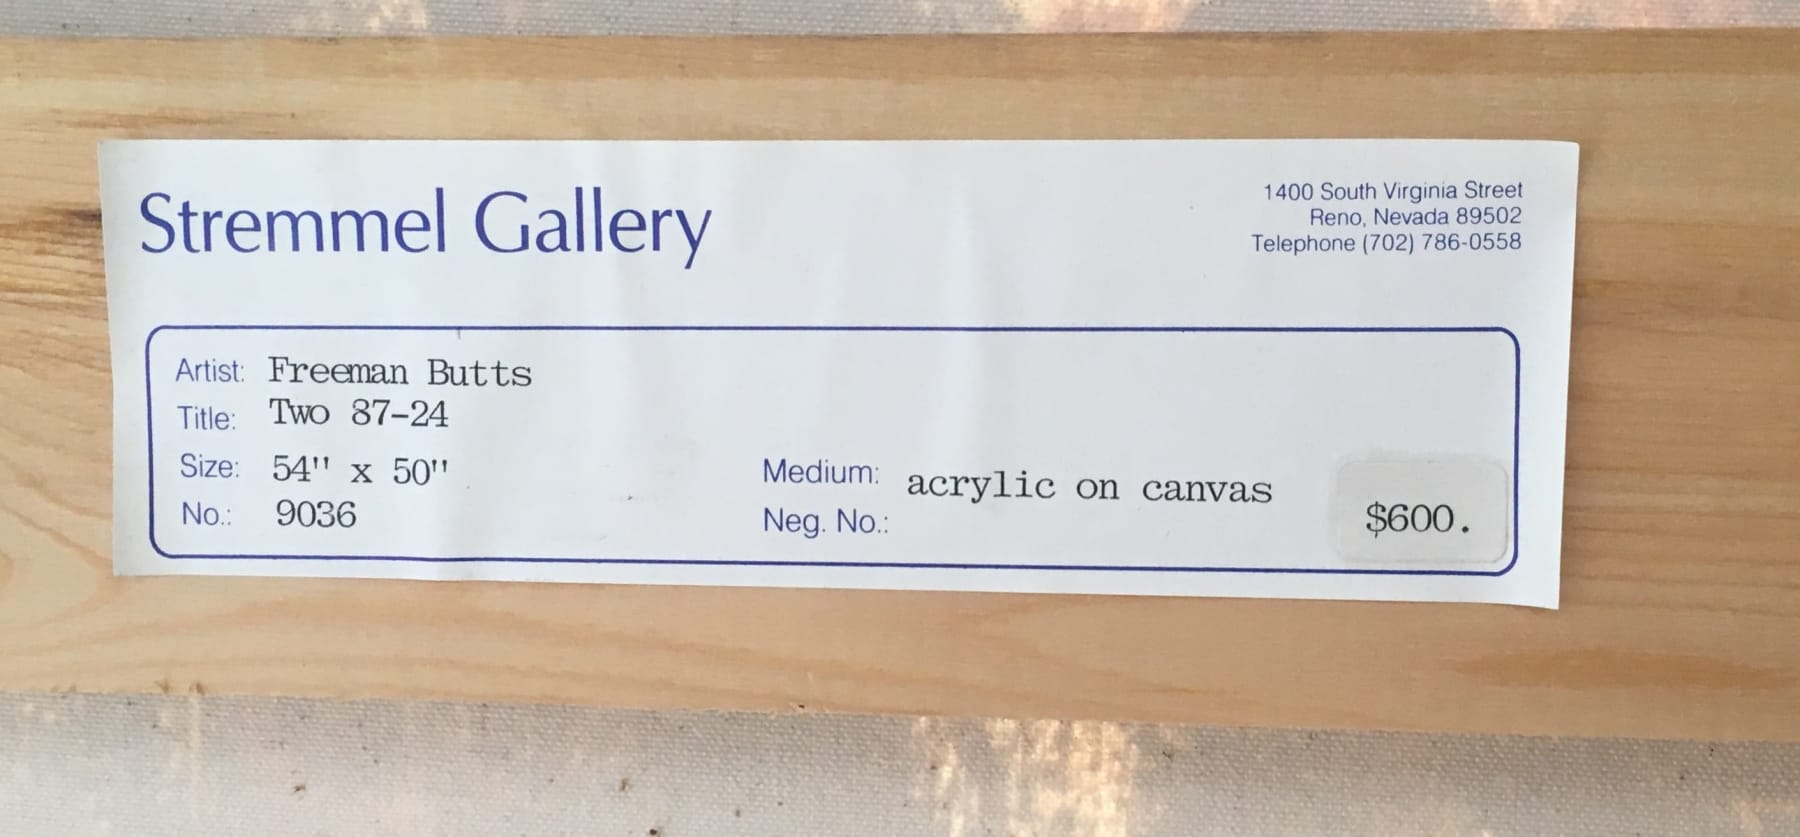 Stremmel Gallery
1400 South Virginia Street
Reno, Nevada 89502
Telephone (702) 786-0558
Artist: Freeman Butts
Title: Two 87-24
Size: 54" x 50"
No.: 9036
Medium: acrylic on canvas
Neg. No.:
$600.